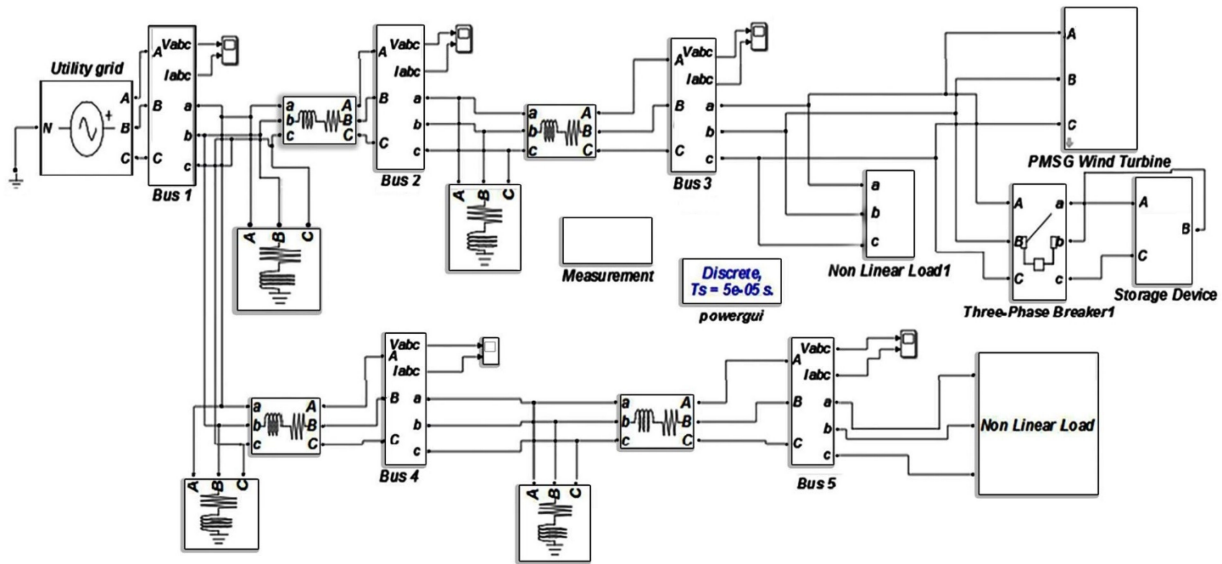 Utility grid
N
A
B
C
A
B
C
Vabc
Iabc
a
b
c
Bus 1
a
b
c
A
B
C
A
B
C
A
B
C
Vabc
Iabc
a
b
c
Bus 2
A
B
C
a
b
c
A
B
C
A
B
C
Vabc
Iabc
a
b
c
Bus 3
Measurement
Discrete,
Ts = 5e-05 s.
powergui
a
b
c
Non Linear Load1
A
B
C
PMSG Wind Turbine
A
B
C
a
b
c
Three-Phase Breaker1
A
B
C
Storage Device
a
b
c
A
B
C
A
B
C
A
B
C
Vabc
Iabc
a
b
c
Bus 4
A
B
C
a
b
c
A
B
C
A
B
C
Vabc
Iabc
a
b
c
Bus 5
Non Linear Load